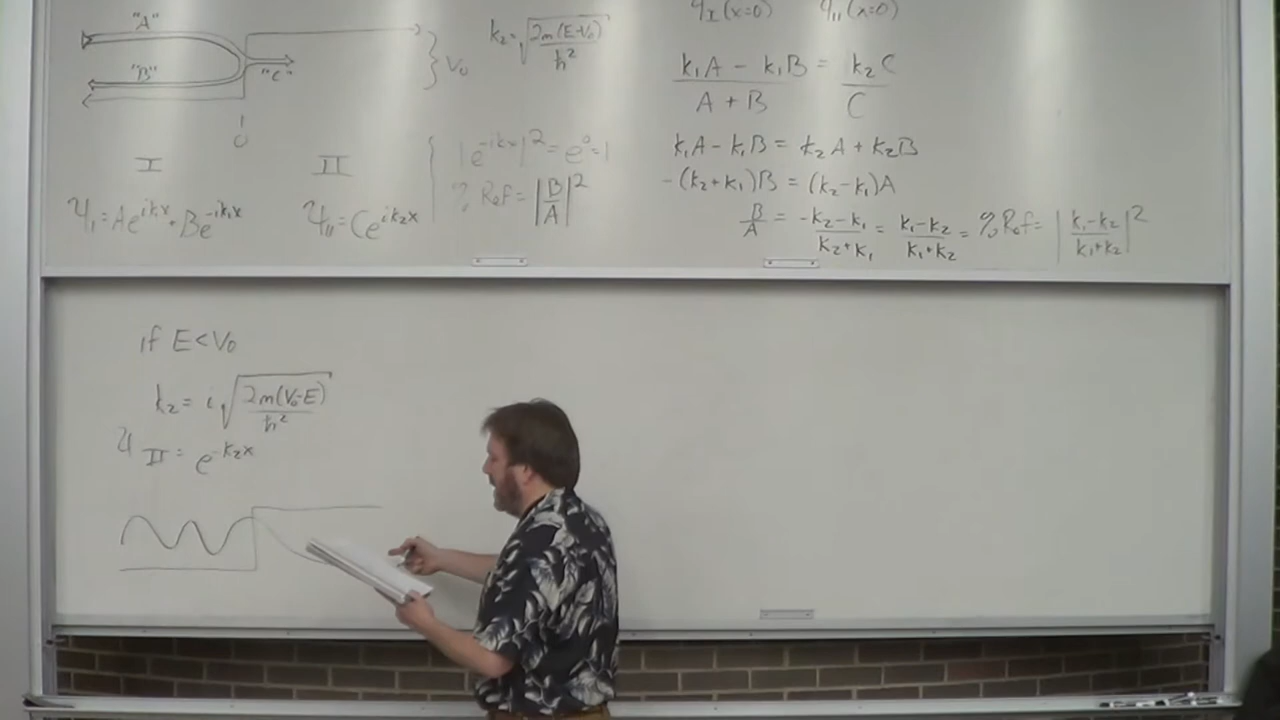 "A"
"B"
"C"
} V₀
0
I
II
Ψ_I = Ae^{ik₁x} + Be^{-ik₁x}
Ψ_II = Ce^{ik₂x}
k₂ = √(2m(E-V₀)/ħ²)
|e^{-ikx}|² = e⁰ = 1
% Ref = |B/A|²
Ψ_I(x=0) Ψ_II(x=0)
(k₁A - k₁B)/(A + B) = k₂C/C
k₁A - k₁B = k₂A + k₂B
-(k₂+k₁)B = (k₂-k₁)A
B/A = -(k₂-k₁)/(k₂+k₁) = (k₁-k₂)/(k₁+k₂) = % Ref = |(k₁-k₂)/(k₁+k₂)|²
if E < V₀
k₂ = i√(2m(V₀-E)/ħ²)
Ψ_II = e^{-k₂x}